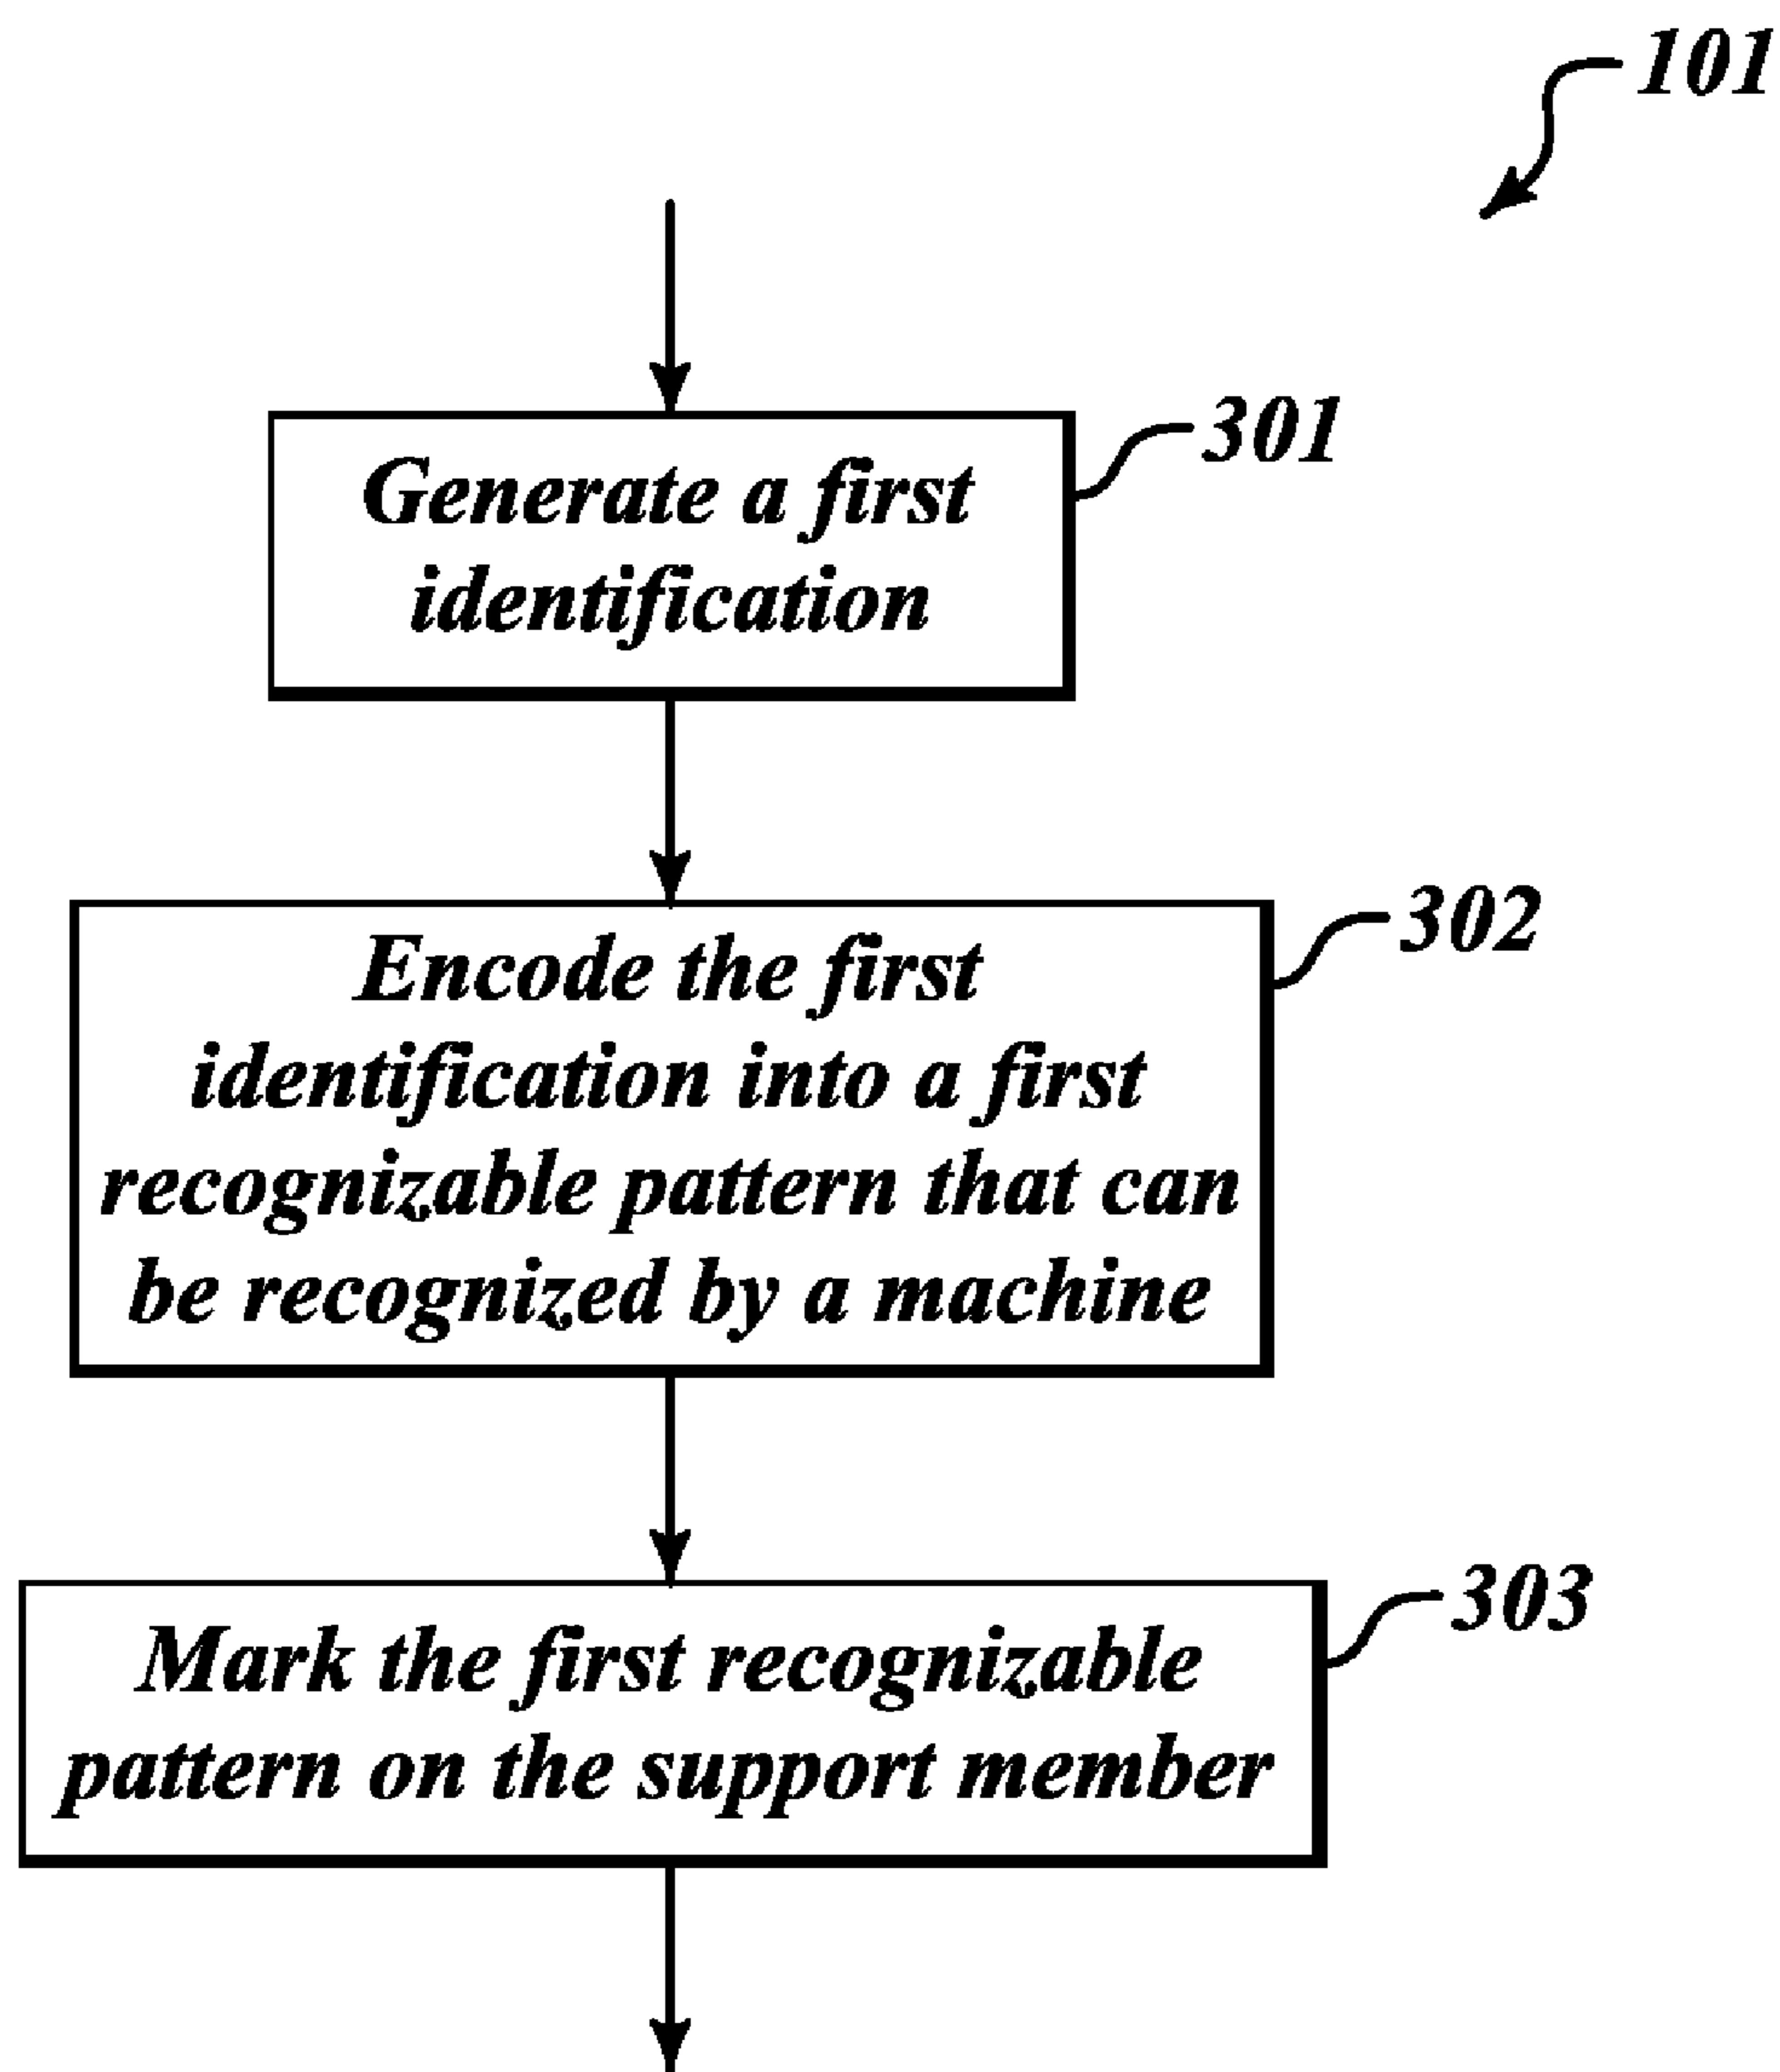 101
301
Generate a first
identification
302
Encode the first
identification into a first
recognizable pattern that can
be recognized by a machine
303
Mark the first recognizable
pattern on the support member